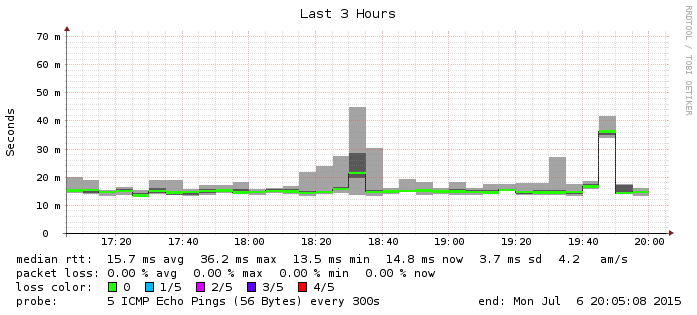 Last 3 Hours
RRDTOOL / TOBI OETIKER
Seconds
70 m
60 m
50 m
40 m
30 m
20 m
10 m
0
17:20 17:40 18:00 18:20 18:40 19:00 19:20 19:40 20:00
median rtt: 15.7 ms avg 36.2 ms max 13.5 ms min 14.8 ms now 3.7 ms sd 4.2 am/s
packet loss: 0.00 % avg 0.00 % max 0.00 % min 0.00 % now
loss color: 0 1/5 2/5 3/5 4/5
probe: 5 ICMP Echo Pings (56 Bytes) every 300s end: Mon Jul 6 20:05:08 2015